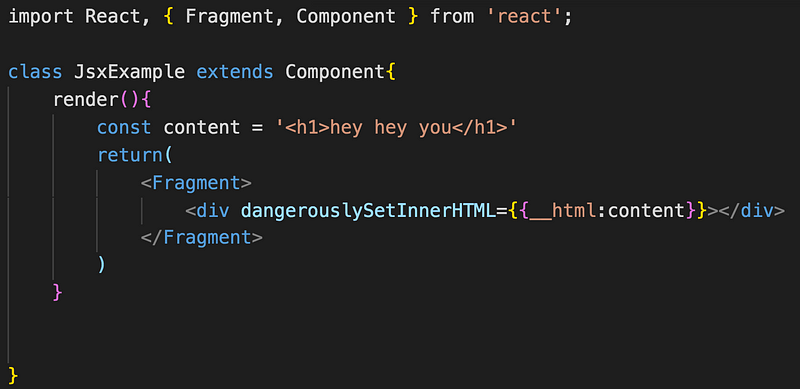 import React, { Fragment, Component } from 'react';
class JsxExample extends Component{
render(){
const content = '<h1>hey hey you</h1>'
return(
<Fragment>
<div dangerouslySetInnerHTML={{__html:content}}></div>
</Fragment>
)
}
}